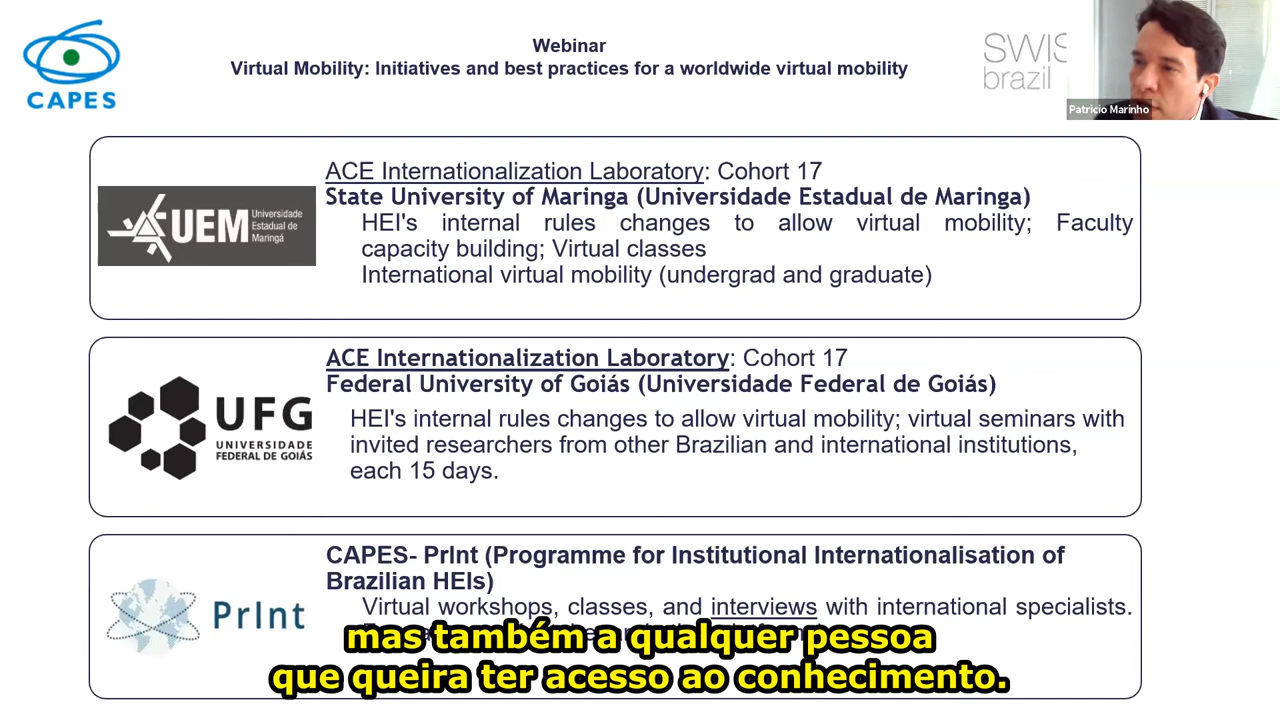 Webinar
Virtual Mobility: Initiatives and best practices for a worldwide virtual mobility
CAPES
SWIS
brazil
Patricio Marinho
ACE Internationalization Laboratory: Cohort 17
State University of Maringa (Universidade Estadual de Maringa)
HEI's internal rules changes to allow virtual mobility; Faculty
capacity building; Virtual classes
International virtual mobility (undergrad and graduate)
UEM
Universidade
Estadual de
Maringá
ACE Internationalization Laboratory: Cohort 17
Federal University of Goiás (Universidade Federal de Goiás)
HEI's internal rules changes to allow virtual mobility; virtual seminars with
invited researchers from other Brazilian and international institutions,
each 15 days.
UFG
UNIVERSIDADE
FEDERAL DE GOIÁS
CAPES- PrInt (Programme for Institutional Internationalisation of
Brazilian HEIs)
Virtual workshops, classes, and interviews with international specialists.
PrInt
mas também a qualquer pessoa
que queira ter acesso ao conhecimento.